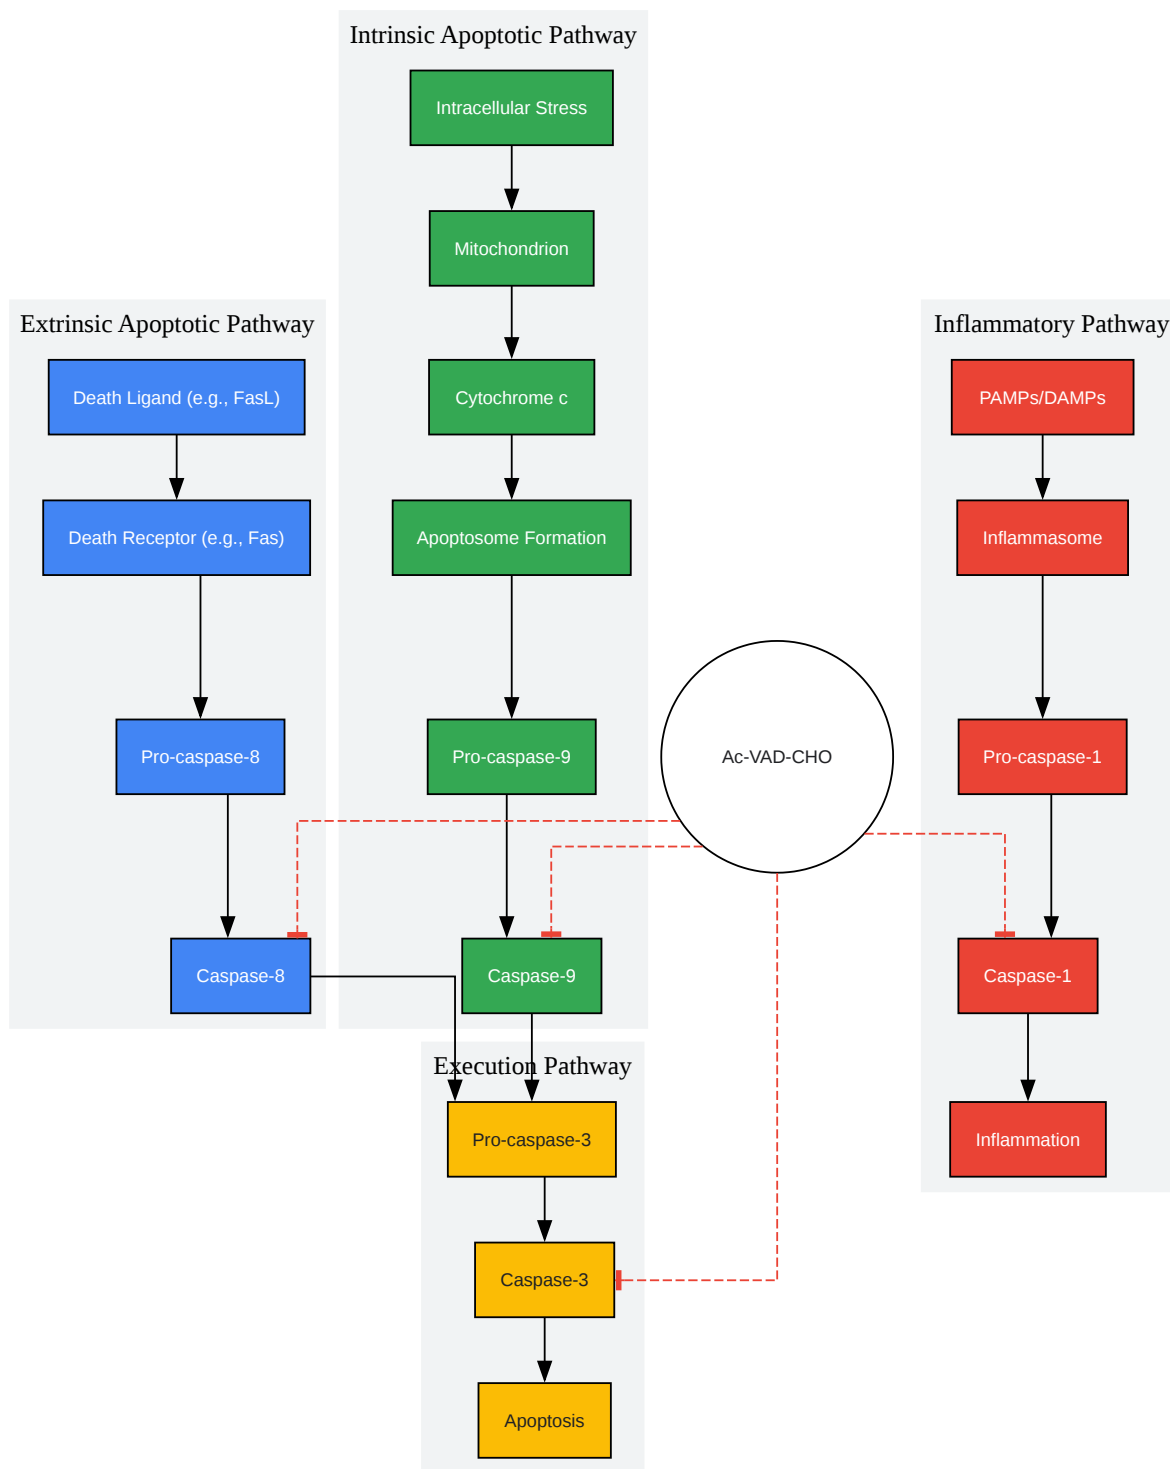 Intrinsic Apoptotic Pathway
Intracellular Stress
Mitochondrion
Cytochrome c
Apoptosome Formation
Pro-caspase-9
Caspase-9
Extrinsic Apoptotic Pathway
Death Ligand (e.g., FasL)
Death Receptor (e.g., Fas)
Pro-caspase-8
Caspase-8
Ac-VAD-CHO
Inflammatory Pathway
PAMPs/DAMPs
Inflammasome
Pro-caspase-1
Caspase-1
Inflammation
Execution Pathway
Pro-caspase-3
Caspase-3
Apoptosis